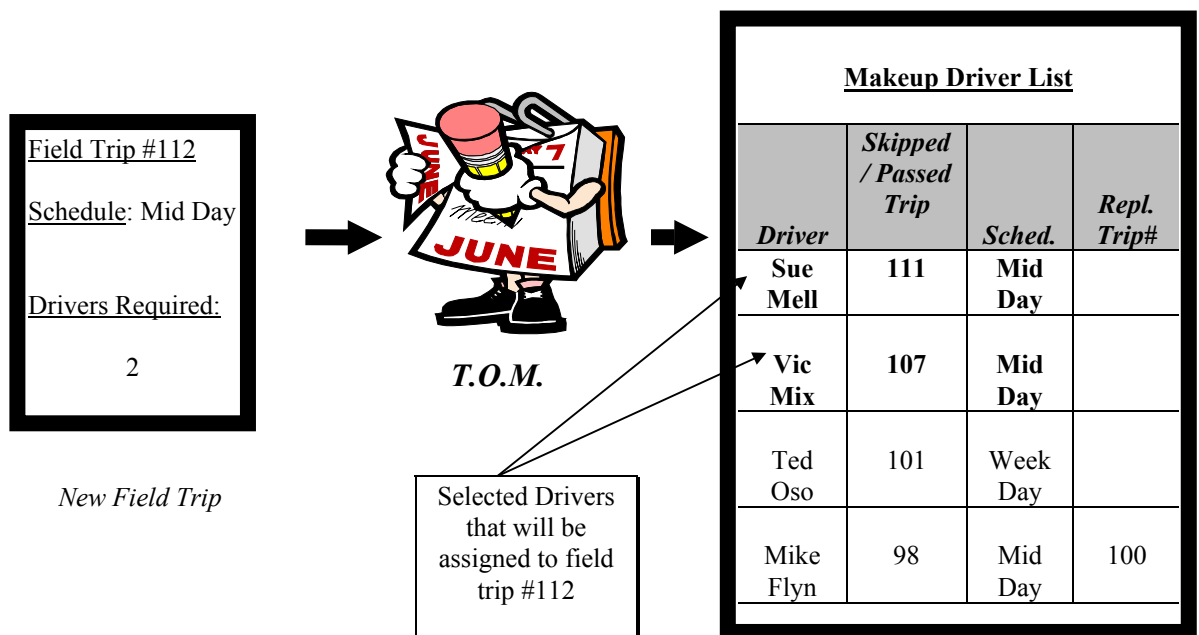 Field Trip #112
Schedule: Mid Day
Drivers Required:
2
New Field Trip
JUNE
7
JUNE
T.O.M.
Selected Drivers
that will be
assigned to field
trip #112
Makeup Driver List
Driver
Skipped
/ Passed
Trip
Sched.
Repl.
Trip#
Sue
Mell
111
Mid
Day
Vic
Mix
107
Mid
Day
Ted
Oso
101
Week
Day
Mike
Flyn
98
Mid
Day
100